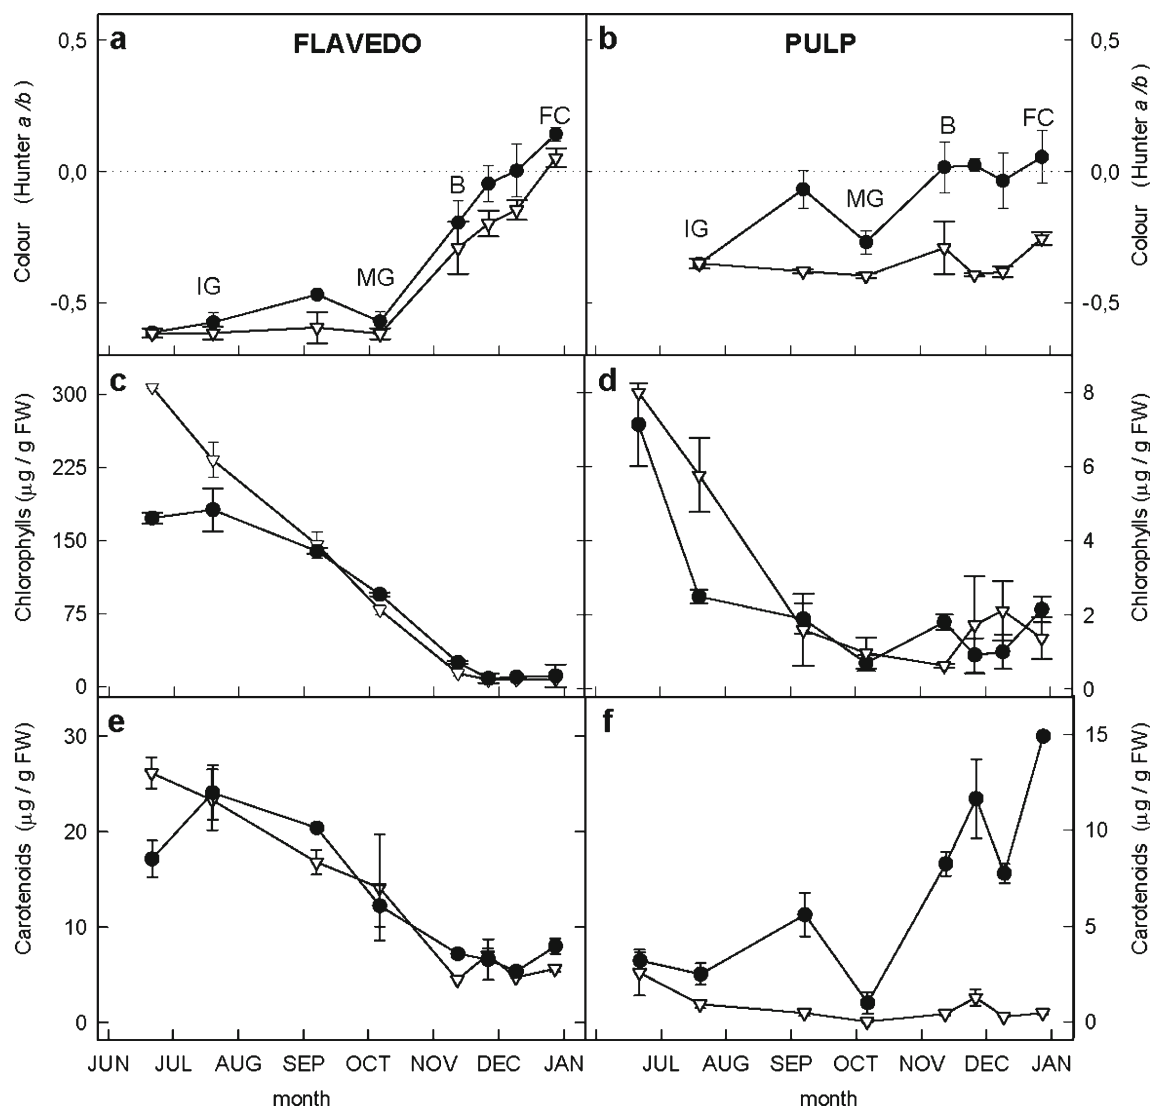 a FLAVEDO
b PULP
0,5
0,0
-0,5
Colour (Hunter a /b)
IG
MG
B
FC
IG
MG
B
FC
0,5
0,0
-0,5
Colour (Hunter a /b)
c
300
225
150
75
0
Chlorophylls (µg / g FW)
d
8
6
4
2
0
Chlorophylls (µg / g FW)
e
30
20
10
0
Carotenoids (µg / g FW)
f
15
10
5
0
Carotenoids (µg / g FW)
JUN JUL AUG SEP OCT NOV DEC JAN
JUL AUG SEP OCT NOV DEC JAN
month
month